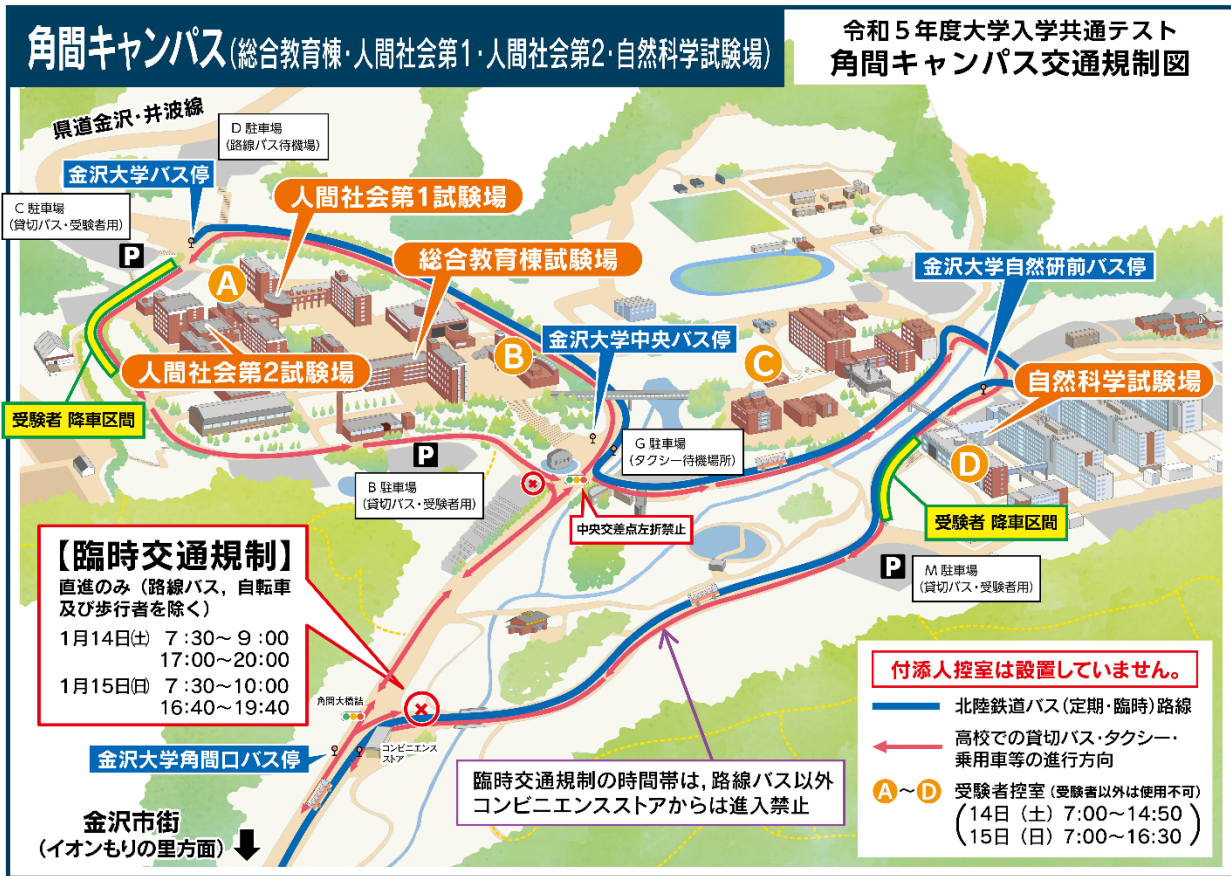 角間キャンパス(総合教育棟・人間社会第1・人間社会第2・自然科学試験場)
令和5年度大学入学共通テスト
角間キャンパス交通規制図
県道金沢・井波線
D 駐車場
(路線バス待機場)
金沢大学バス停
C 駐車場
(貸切バス・受験者用)
P
人間社会第1試験場
A
総合教育棟試験場
金沢大学自然研前バス停
金沢大学中央バス停
B
C
人間社会第2試験場
自然科学試験場
受験者 降車区間
G 駐車場
(タクシー待機場所)
D
P
B 駐車場
(貸切バス・受験者用)
中央交差点左折禁止
受験者 降車区間
P
M 駐車場
(貸切バス・受験者用)
【臨時交通規制】
直進のみ(路線バス,自転車
及び歩行者を除く)
1月14日(土) 7:30~9:00
17:00~20:00
1月15日(日) 7:30~10:00
16:40~19:40
角間大橋詰
コンビニエンス
ストア
金沢大学角間口バス停
臨時交通規制の時間帯は,路線バス以外
コンビニエンスストアからは進入禁止
金沢市街
(イオンもりの里方面)
付添人控室は設置していません。
北陸鉄道バス(定期・臨時)路線
高校での貸切バス・タクシー・
乗用車等の進行方向
A~D 受験者控室(受験者以外は使用不可)
(14日(土)7:00~14:50
15日(日)7:00~16:30)